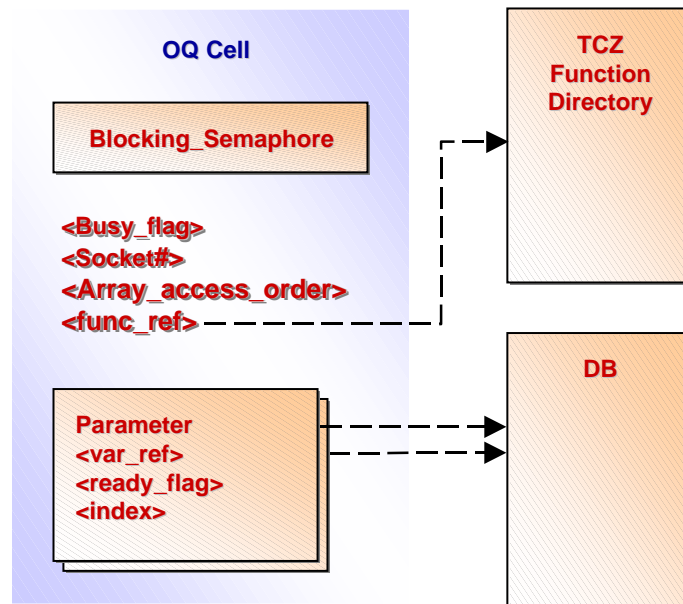 OQ Cell
Blocking_Semaphore
<Busy_flag>
<Socket#>
<Array_access_order>
<func_ref>
Parameter
<var_ref>
<ready_flag>
<index>
TCZ
Function
Directory
DB